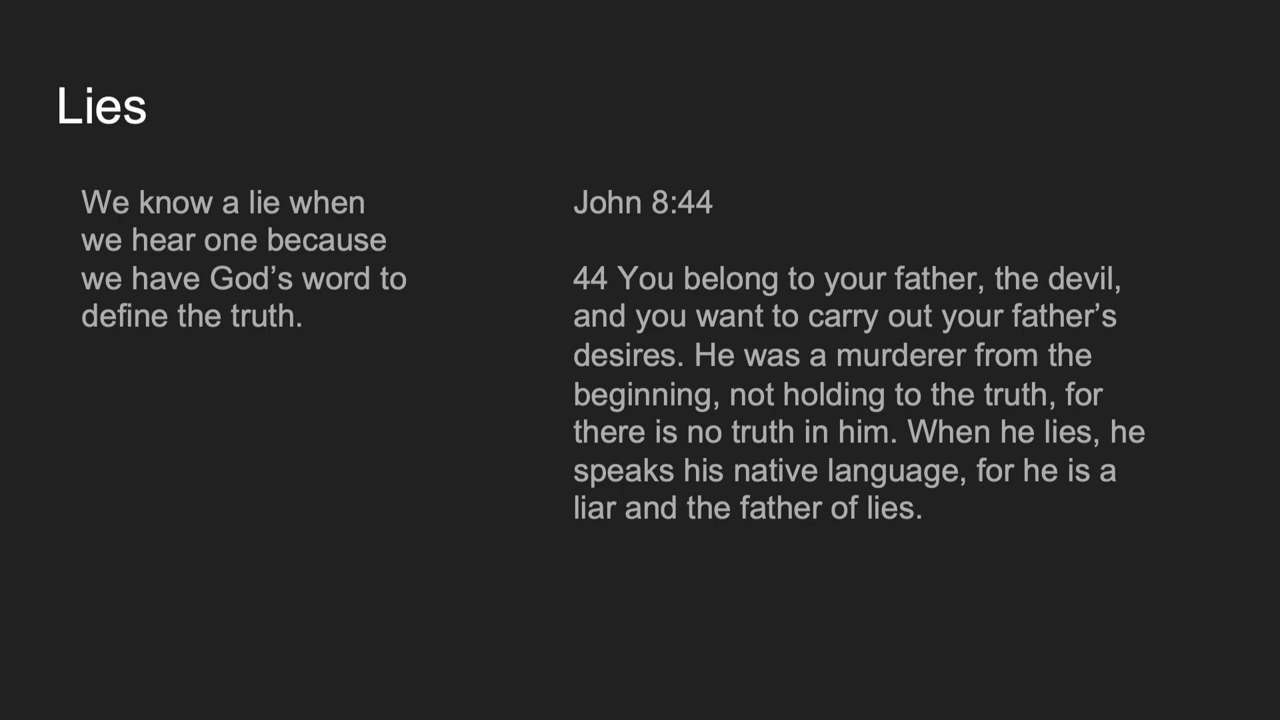 Lies
We know a lie when
we hear one because
we have God’s word to
define the truth.
John 8:44
44 You belong to your father, the devil,
and you want to carry out your father’s
desires. He was a murderer from the
beginning, not holding to the truth, for
there is no truth in him. When he lies, he
speaks his native language, for he is a
liar and the father of lies.